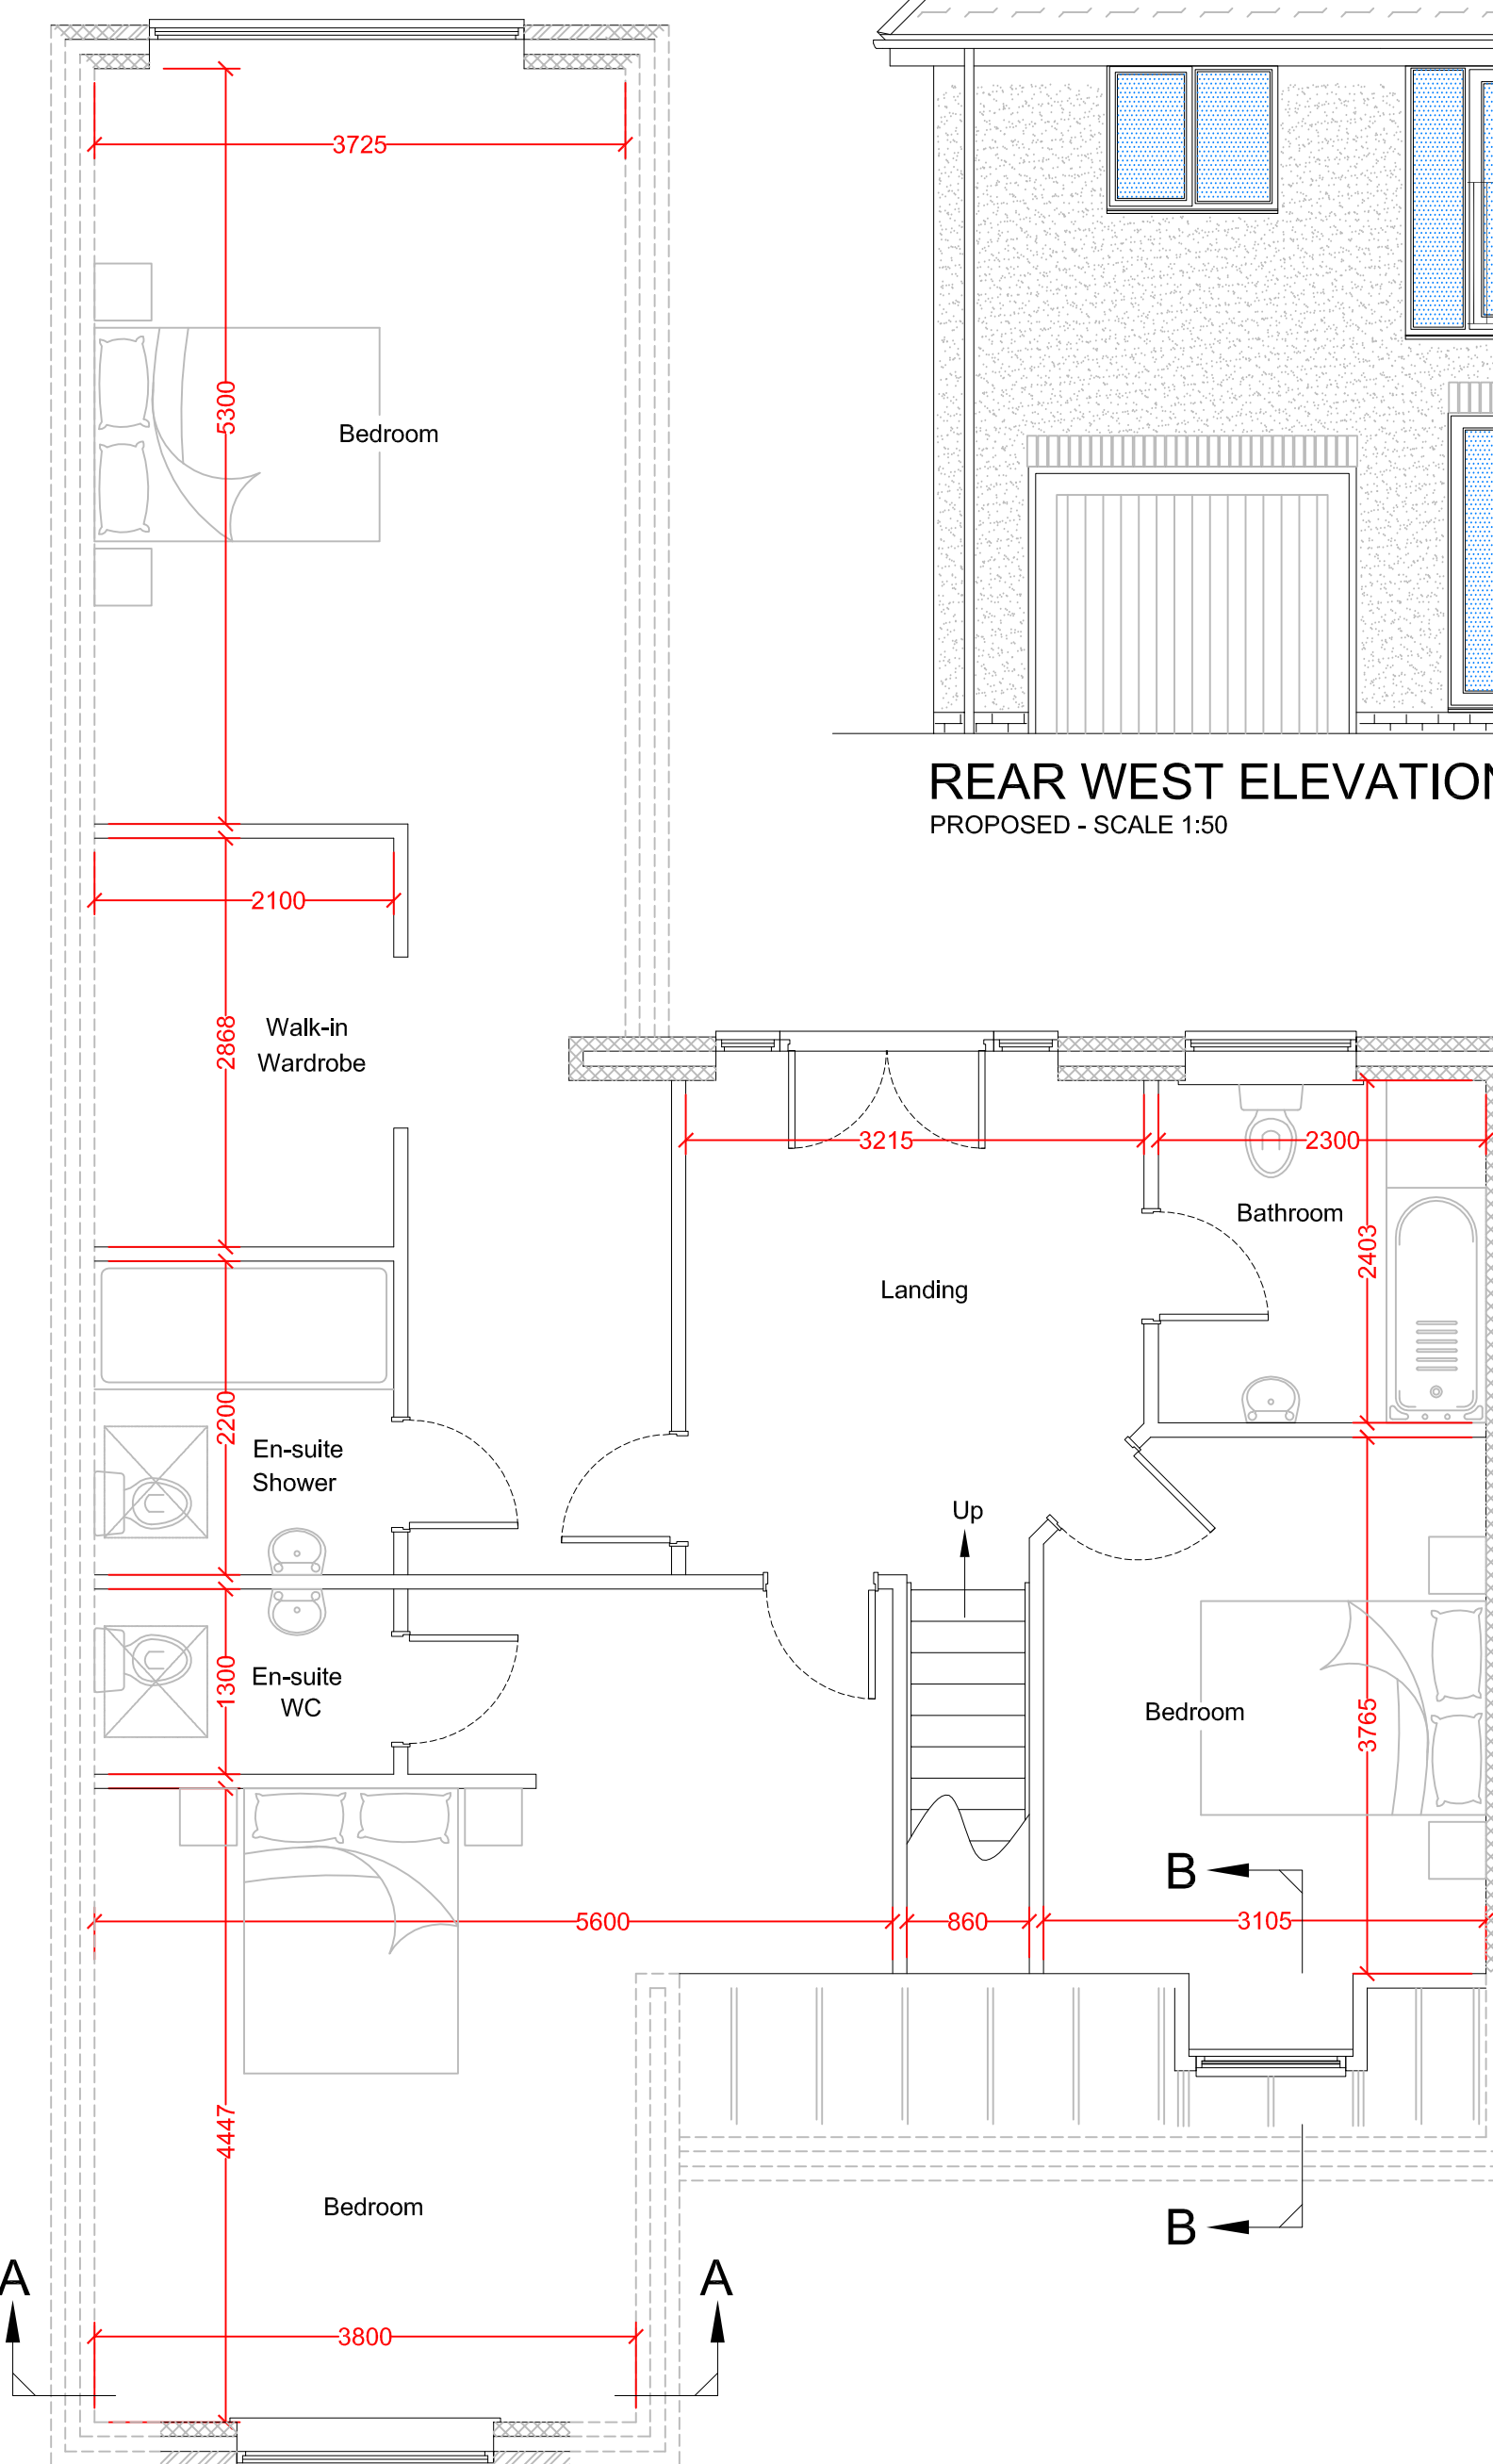 3725
5300
Bedroom
REAR WEST ELEVATION
PROPOSED - SCALE 1:50
2100
2868
Walk-in
Wardrobe
3215
2300
Bathroom
2403
Landing
2200
En-suite
Shower
Up
1300
En-suite
WC
Bedroom
3765
B
5600
860
3105
4447
Bedroom
B
A
A
3800